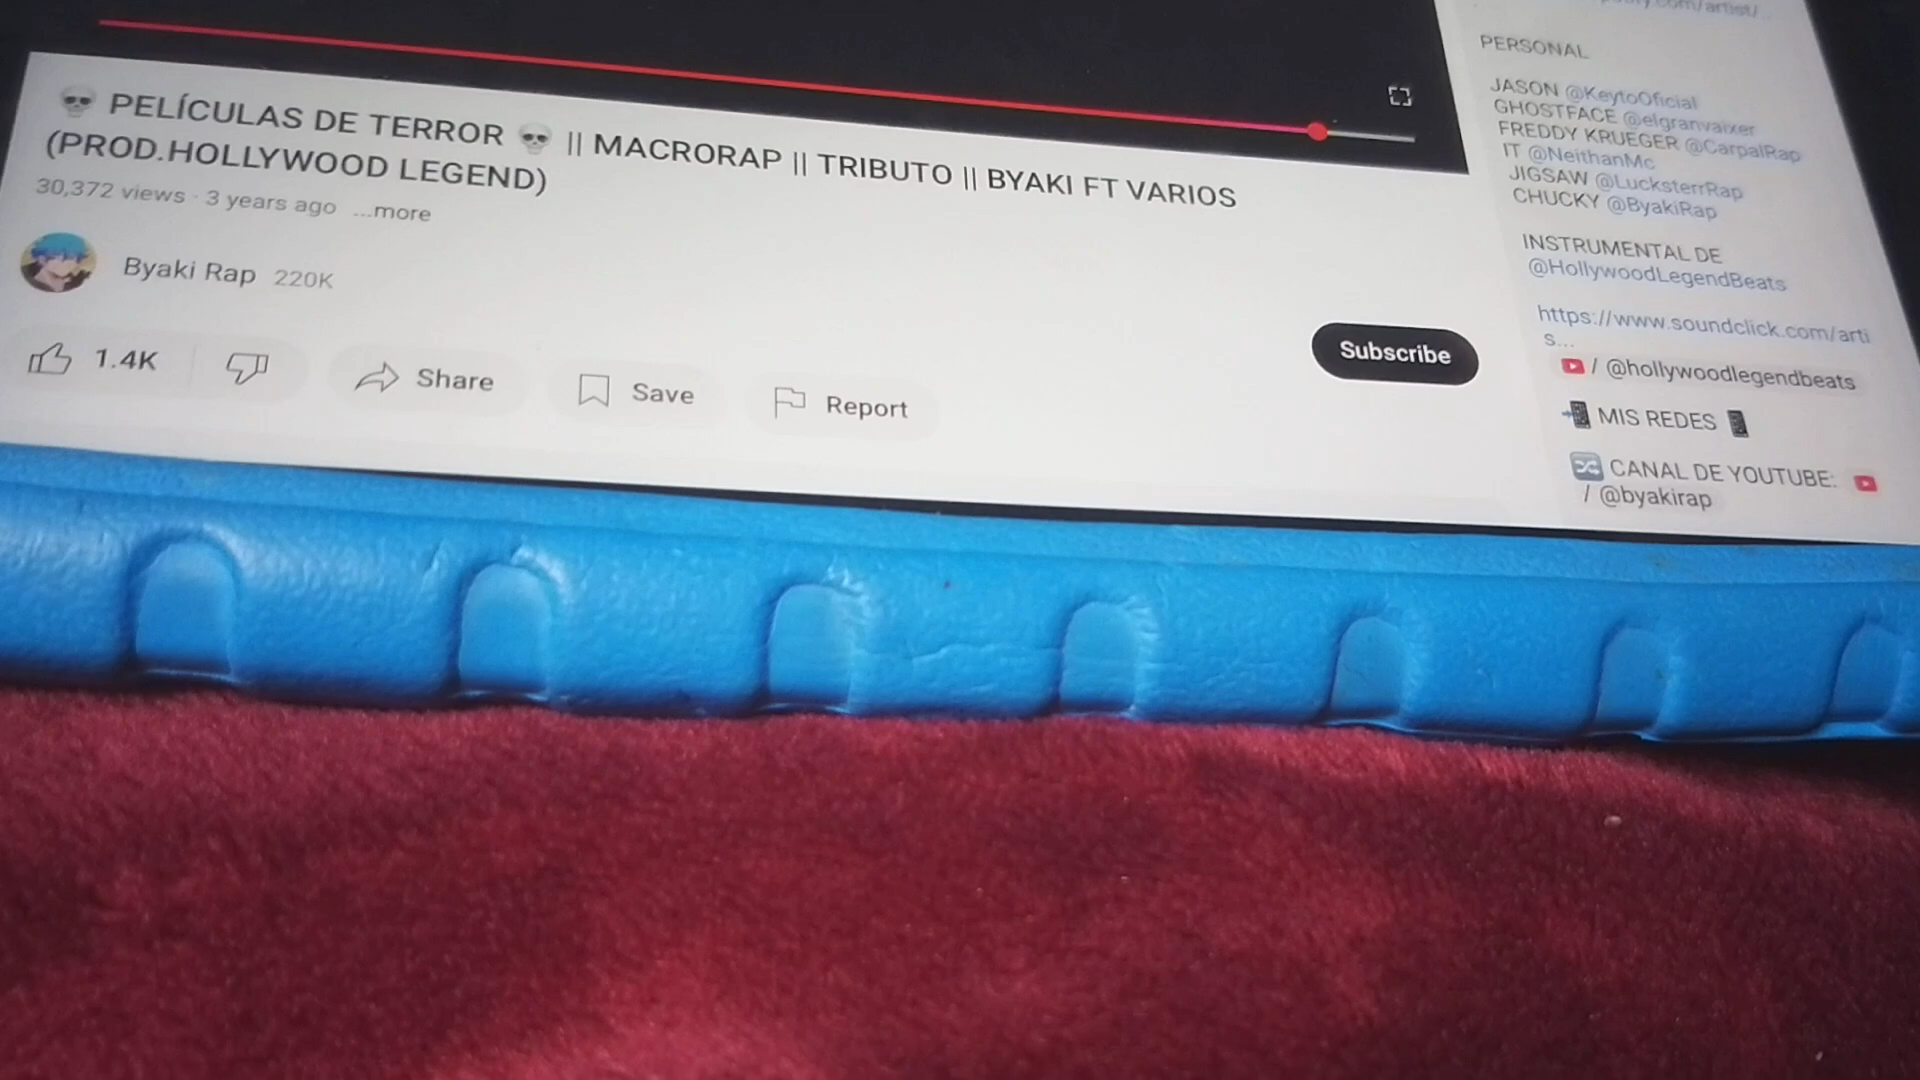 💀 PELÍCULAS DE TERROR 💀 || MACRORAP || TRIBUTO || BYAKI FT VARIOS
(PROD.HOLLYWOOD LEGEND)
30,372 views · 3 years ago ...more
Byaki Rap 220K
1.4K
Share
Save
Report
Subscribe
PERSONAL
JASON @KeytoOficial
GHOSTFACE @elgranvaixer
FREDDY KRUEGER @CarpalRap
IT @NeithanMc
JIGSAW @LucksterrRap
CHUCKY @ByakiRap
INSTRUMENTAL DE
@HollywoodLegendBeats
https://www.soundclick.com/arti
s...
/ @hollywoodlegendbeats
📲 MIS REDES 📱
🔀 CANAL DE YOUTUBE:
/ @byakirap